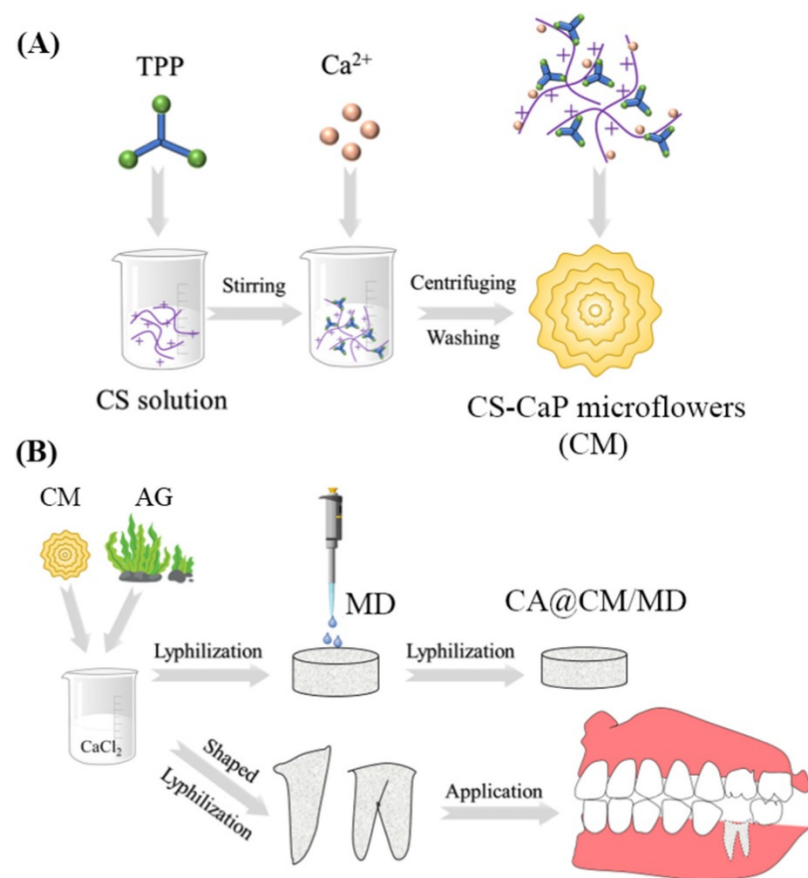 (A)
TPP
Ca²⁺
Stirring
Centrifuging
Washing
CS solution
CS-CaP microflowers
(CM)
(B)
CM
AG
MD
CA@CM/MD
Lyphilization
Lyphilization
CaCl₂
Shaped
Lyphilization
Application